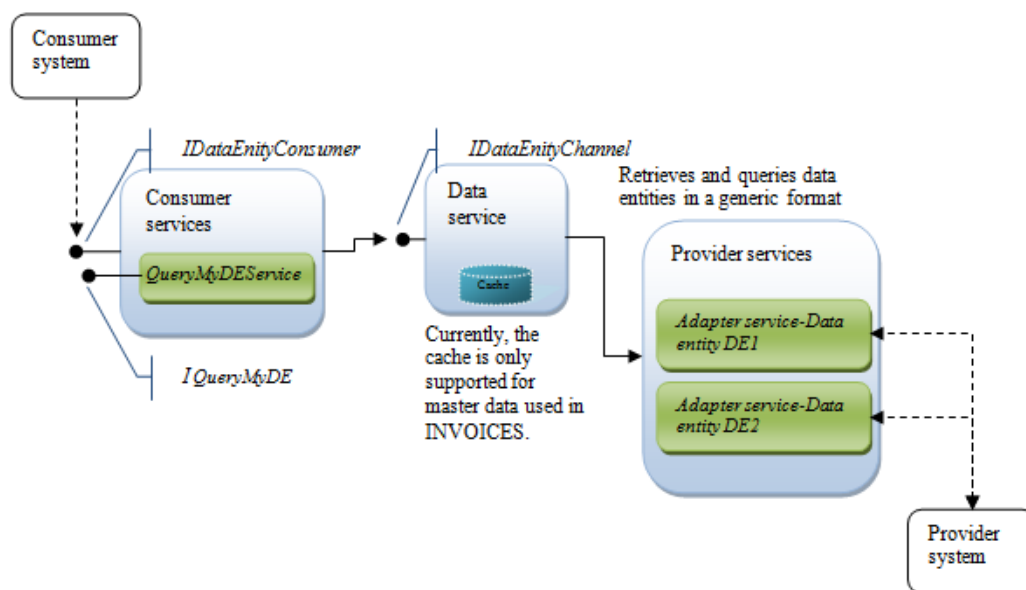 Consumer
system
IDataEnityConsumer
IDataEnityChannel
Retrieves and queries data
entities in a generic format
Consumer
services
QueryMyDEService
Data
service
Cache
Provider services
Adapter service-Data
entity DE1
Adapter service-Data
entity DE2
Currently, the
cache is only
supported for
master data used in
INVOICES.
IQueryMyDE
Provider
system